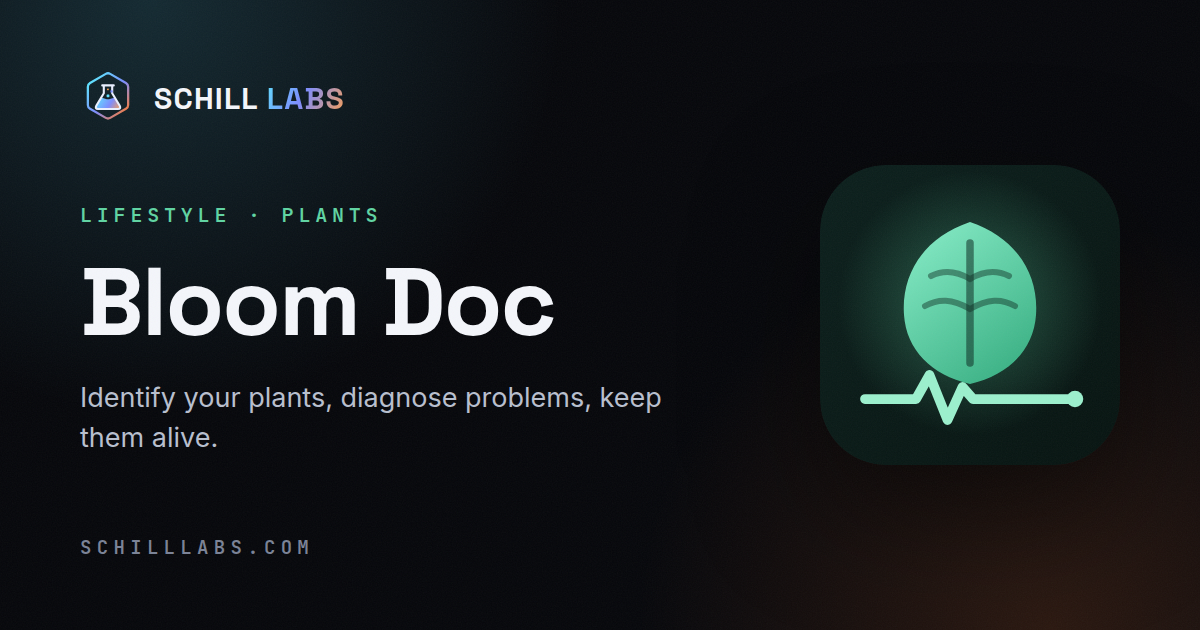 SCHILL LABS
LIFESTYLE · PLANTS
Bloom Doc
Identify your plants, diagnose problems, keep
them alive.
SCHILLLABS.COM